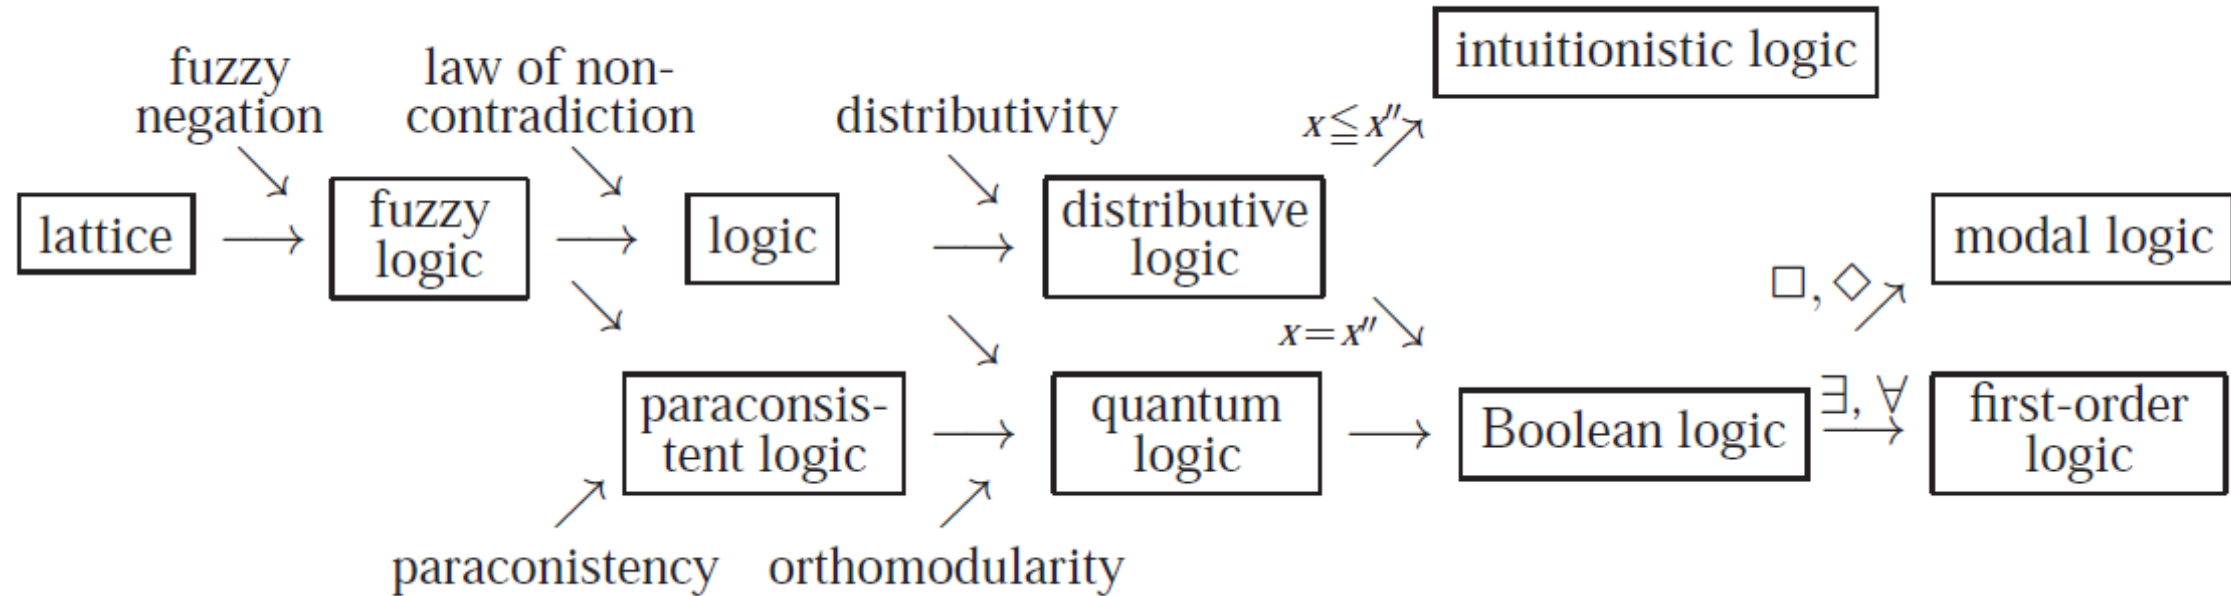 fuzzy
negation
law of non-
contradiction
distributivity
x≦x″
intuitionistic logic
lattice
fuzzy
logic
logic
distributive
logic
modal logic
□, ◇
x=x″
paraconsis-
tent logic
quantum
logic
Boolean logic
∃, ∀
first-order
logic
paraconistency
orthomodularity